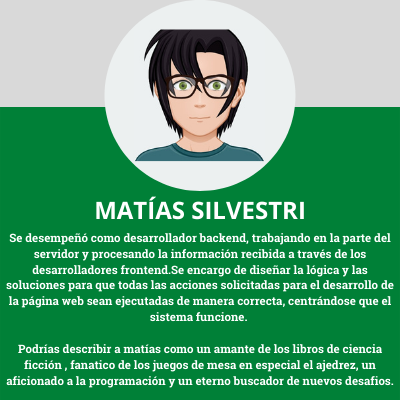 MATÍAS SILVESTRI
Se desempeñó como desarrollador backend, trabajando en la parte del
servidor y procesando la información recibida a través de los
desarrolladores frontend.Se encargo de diseñar la lógica y las
soluciones para que todas las acciones solicitadas para el desarrollo de
la página web sean ejecutadas de manera correcta, centrándose que el
sistema funcione.
Podrías describir a matías como un amante de los libros de ciencia
ficción , fanatico de los juegos de mesa en especial el ajedrez, un
aficionado a la programación y un eterno buscador de nuevos desafios.